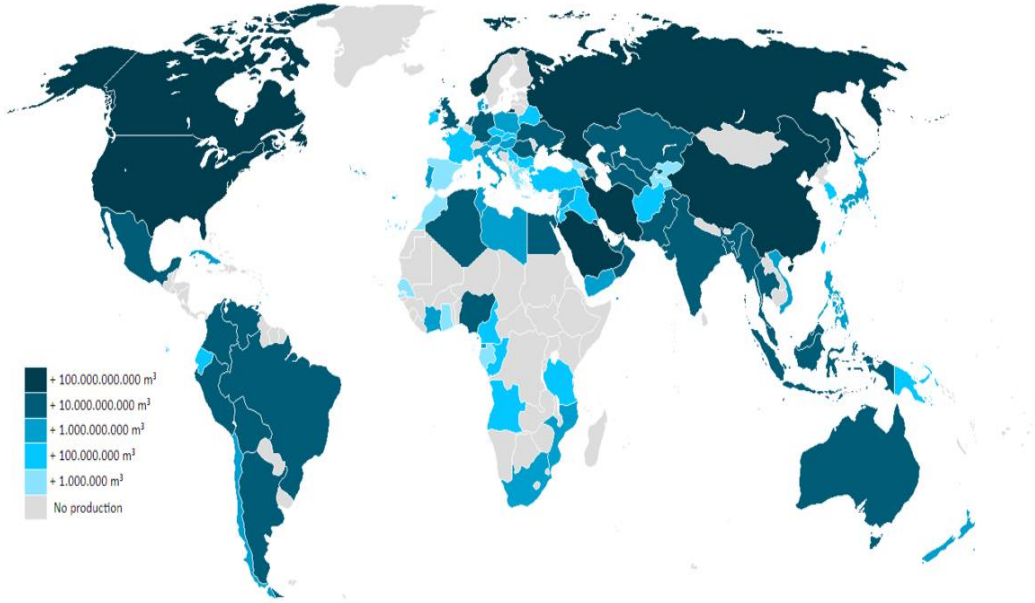 + 100.000.000.000 m³
+ 10.000.000.000 m³
+ 1.000.000.000 m³
+ 100.000.000 m³
+ 1.000.000 m³
No production